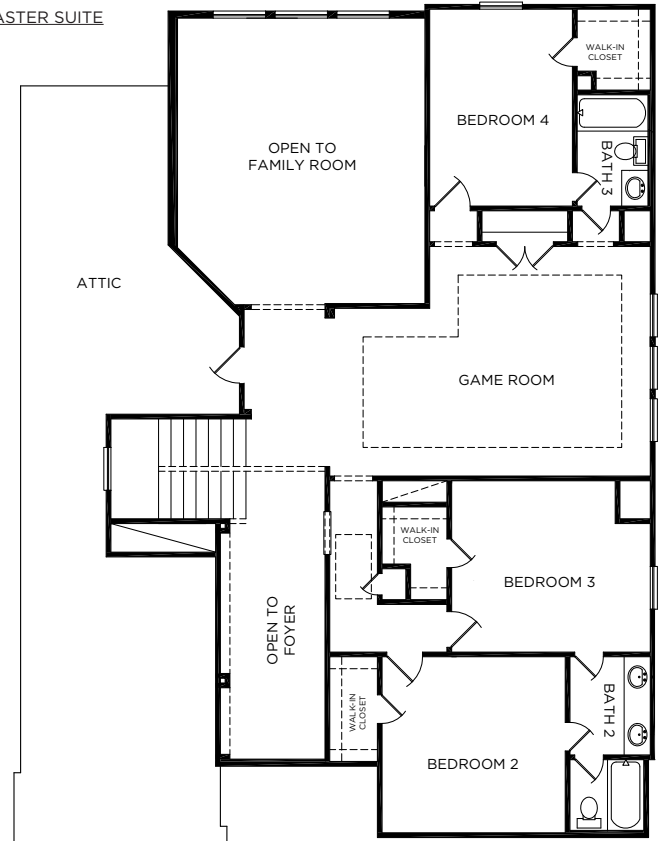 ASTER SUITE
WALK-IN
CLOSET
BEDROOM 4
OPEN TO
FAMILY ROOM
BATH 3
ATTIC
GAME ROOM
WALK-IN
CLOSET
BEDROOM 3
OPEN TO
FOYER
WALK-IN
CLOSET
BATH 2
BEDROOM 2